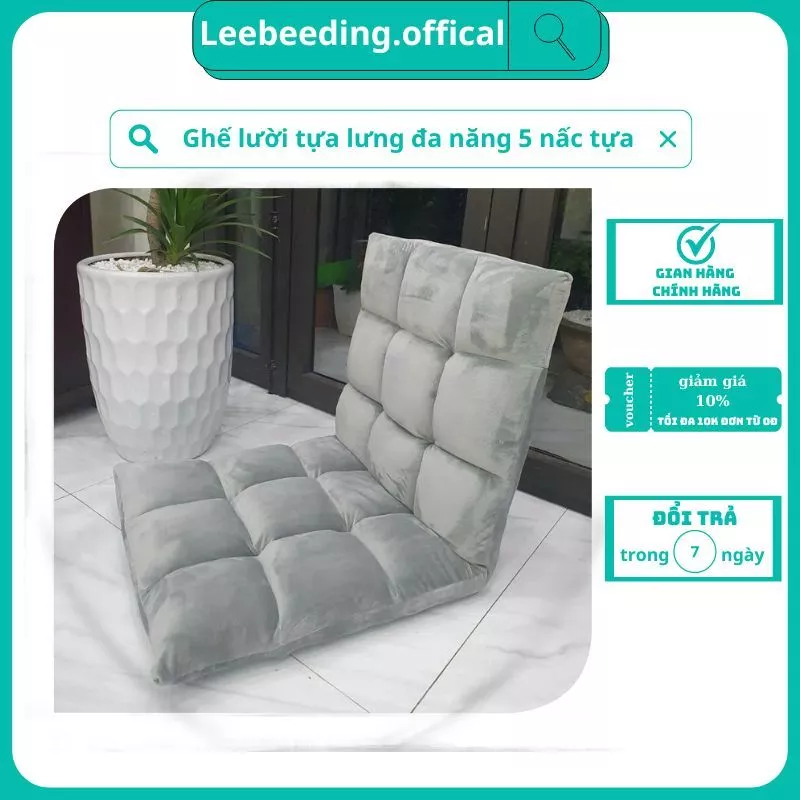 Leebeeding.offical
Ghế lười tựa lưng đa năng 5 nấc tựa
GIAN HÀNG
CHÍNH HÃNG
voucher
giảm giá
10%
TỐI ĐA 10K ĐƠN TỪ 0Đ
ĐỔI TRẢ
trong 7 ngày